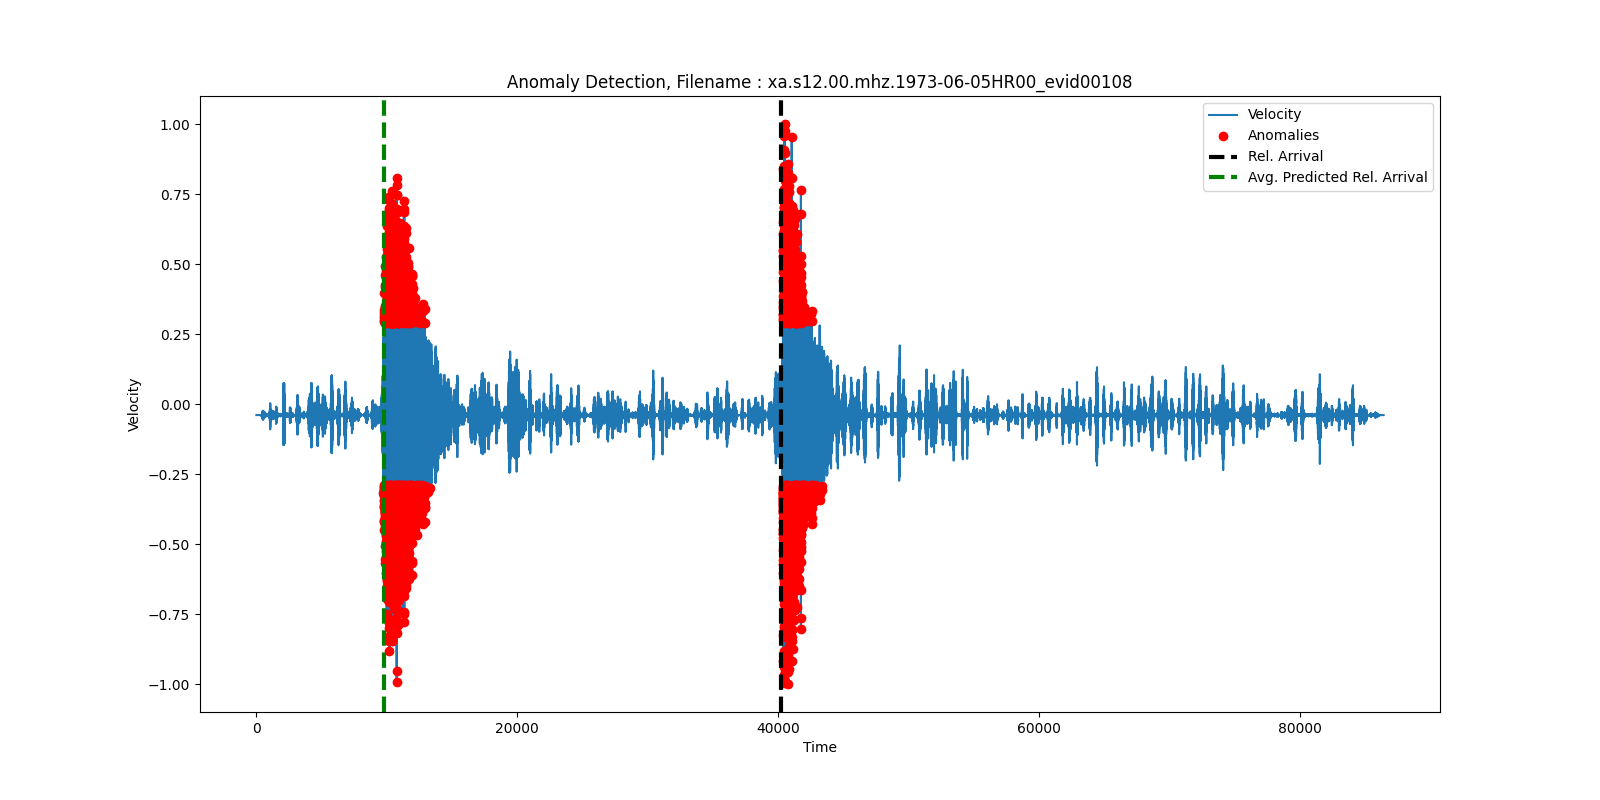 Anomaly Detection, Filename : xa.s12.00.mhz.1973-06-05HR00_evid00108
Velocity
Anomalies
Rel. Arrival
Avg. Predicted Rel. Arrival
1.00
0.75
0.50
0.25
0.00
−0.25
−0.50
−0.75
−1.00
Velocity
0
20000
40000
60000
80000
Time